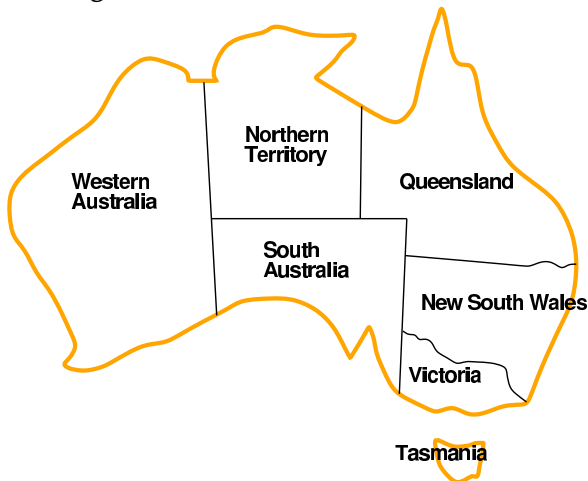 Northern
Territory
Western
Australia
Queensland
South
Australia
New South Wales
Victoria
Tasmania